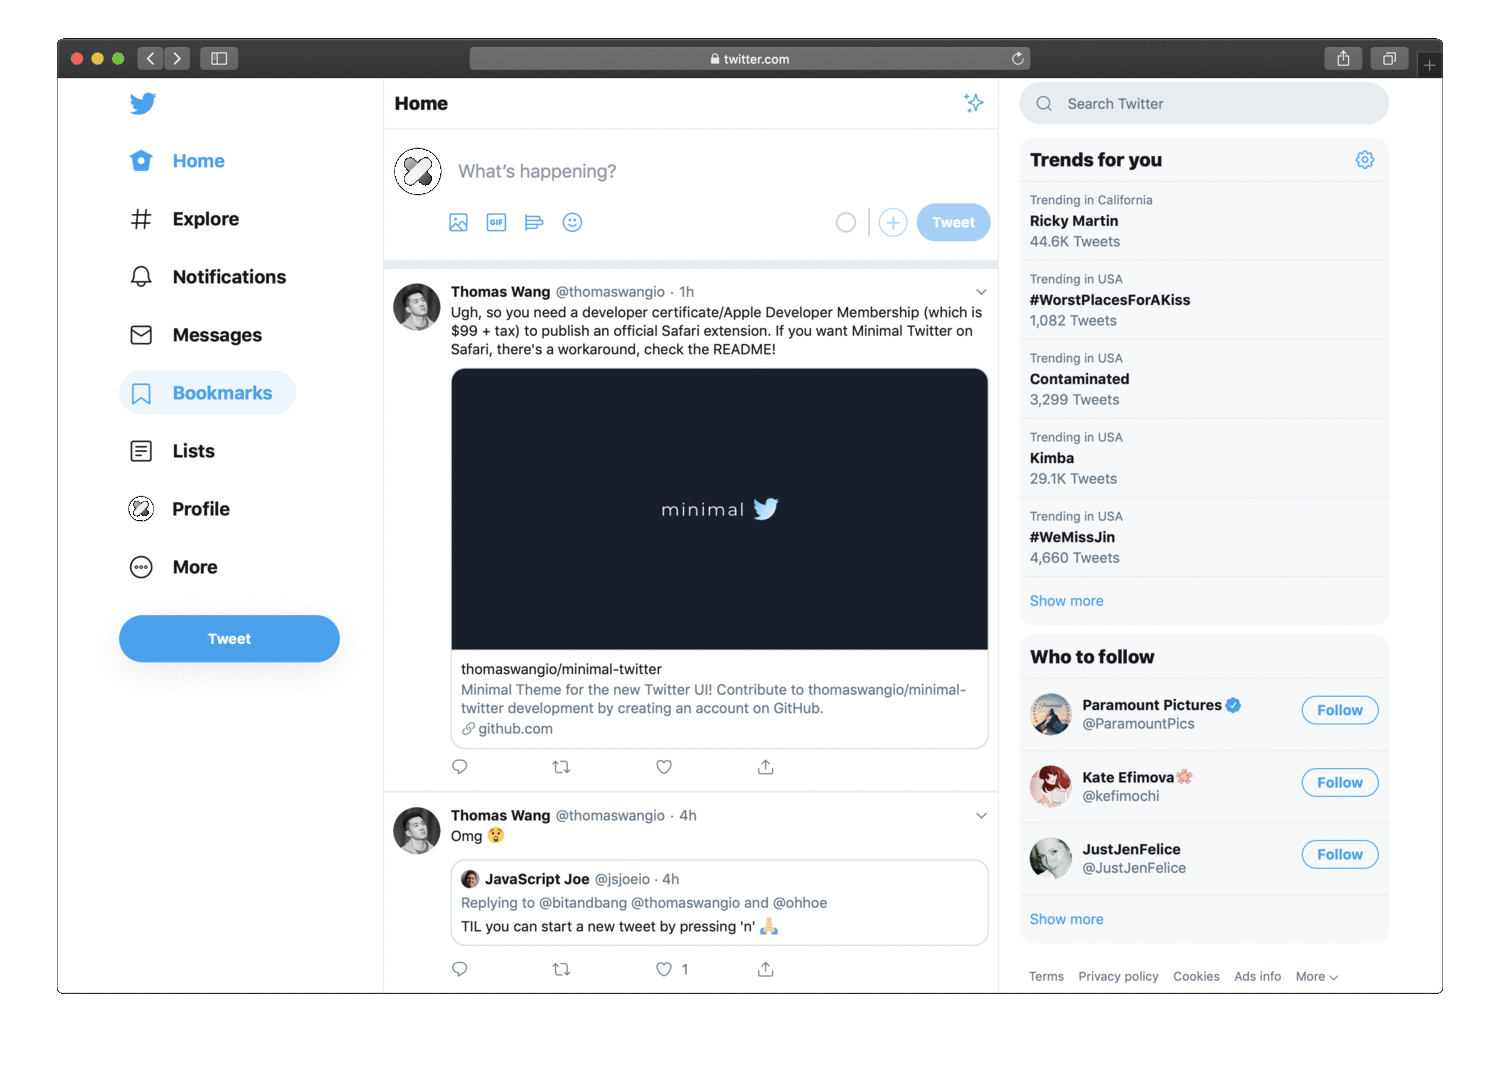 twitter.com
Home
Explore
Notifications
Messages
Bookmarks
Lists
Profile
More
Tweet
Home
What's happening?
GIF
Tweet
Thomas Wang @thomaswangio · 1h
Ugh, so you need a developer certificate/Apple Developer Membership (which is
$99 + tax) to publish an official Safari extension. If you want Minimal Twitter on
Safari, there's a workaround, check the README!
minimal
thomaswangio/minimal-twitter
Minimal Theme for the new Twitter UI! Contribute to thomaswangio/minimal-
twitter development by creating an account on GitHub.
github.com
Thomas Wang @thomaswangio · 4h
Omg 😲
JavaScript Joe @jsjoeio · 4h
Replying to @bitandbang @thomaswangio and @ohhoe
TIL you can start a new tweet by pressing 'n' 🙏🏼
1
Search Twitter
Trends for you
Trending in California
Ricky Martin
44.6K Tweets
Trending in USA
#WorstPlacesForAKiss
1,082 Tweets
Trending in USA
Contaminated
3,299 Tweets
Trending in USA
Kimba
29.1K Tweets
Trending in USA
#WeMissJin
4,660 Tweets
Show more
Who to follow
Paramount Pictures
@ParamountPics
Follow
Kate Efimova🌸
@kefimochi
Follow
JustJenFelice
@JustJenFelice
Follow
Show more
Terms Privacy policy Cookies Ads info More